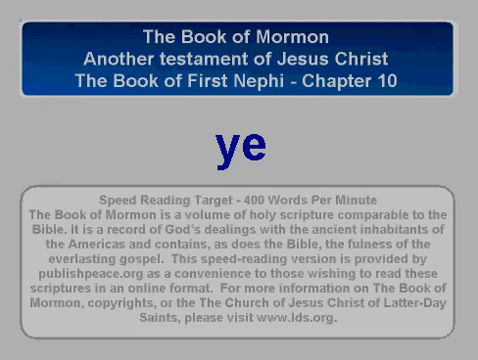 The Book of Mormon
Another testament of Jesus Christ
The Book of First Nephi - Chapter 10
ye
Speed Reading Target - 400 Words Per Minute
The Book of Mormon is a volume of holy scripture comparable to the
Bible. It is a record of God's dealings with the ancient inhabitants of
the Americas and contains, as does the Bible, the fulness of the
everlasting gospel.  This speed-reading version is provided by
publishpeace.org as a convenience to those wishing to read these
scriptures in an online format.  For more information on The Book of
Mormon, copyrights, or the The Church of Jesus Christ of Latter-Day
Saints, please visit www.lds.org.